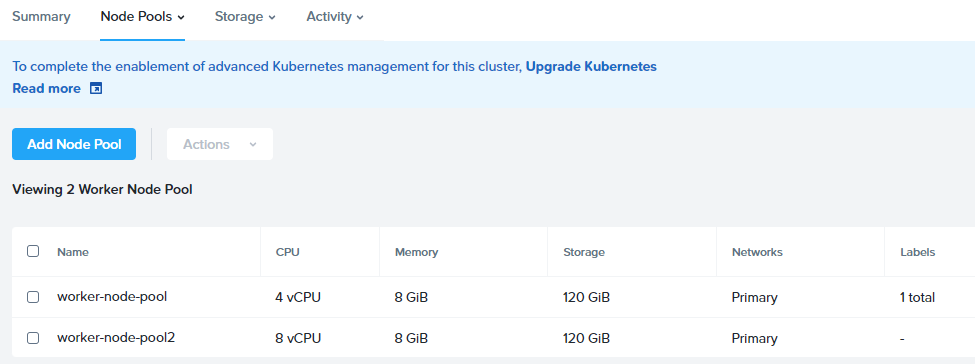 Summary Node Pools Storage Activity
To complete the enablement of advanced Kubernetes management for this cluster, Upgrade Kubernetes
Read more
Add Node Pool Actions
Viewing 2 Worker Node Pool
Name CPU Memory Storage Networks Labels
worker-node-pool 4 vCPU 8 GiB 120 GiB Primary 1 total
worker-node-pool2 8 vCPU 8 GiB 120 GiB Primary -